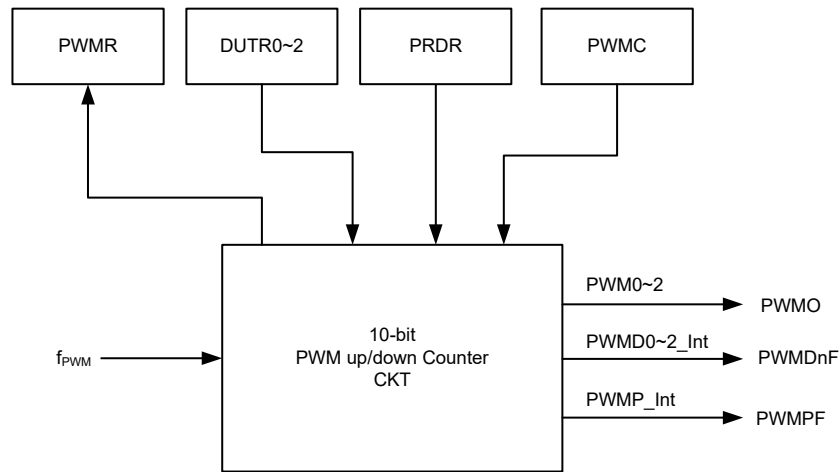 PWMR
DUTR0~2
PRDR
PWMC
PWM0~2
PWMO
10-bit
PWM up/down Counter
CKT
fPWM
PWMD0~2_Int
PWMDnF
PWMP_Int
PWMPF